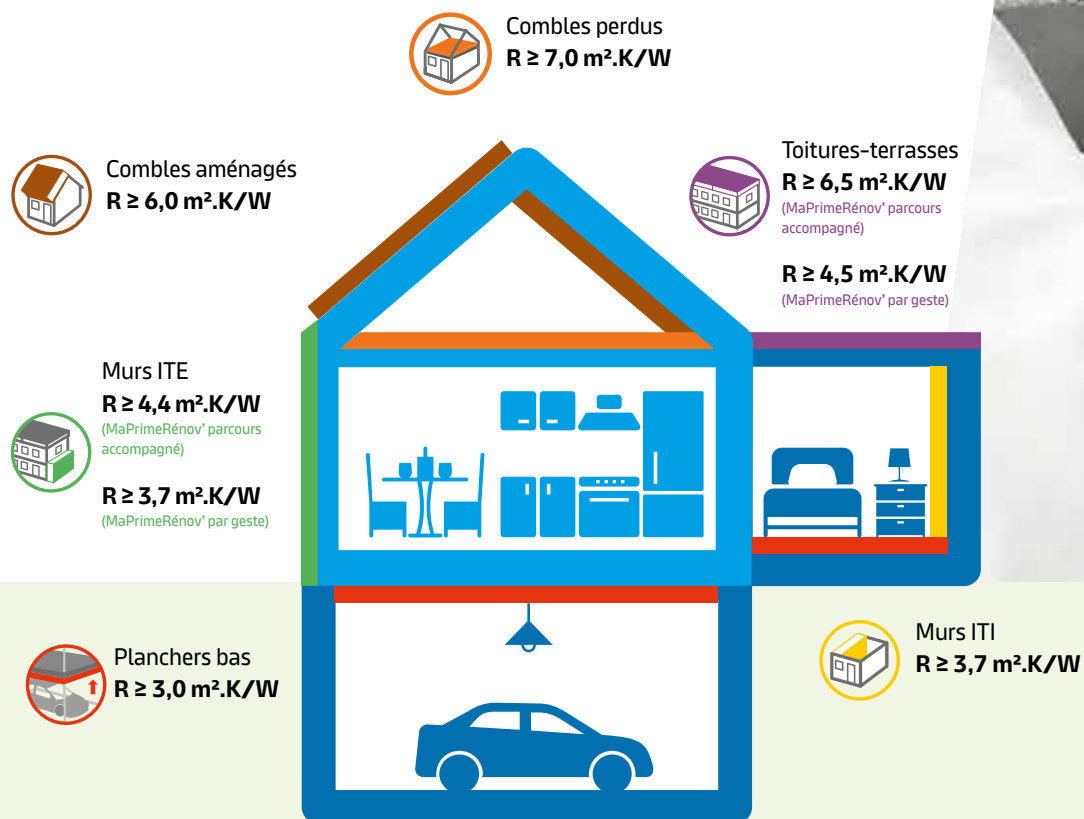 Combles perdus
R ≥ 7,0 m².K/W
Combles aménagés
R ≥ 6,0 m².K/W
Toitures-terrasses
R ≥ 6,5 m².K/W
(MaPrimeRénov' parcours
accompagné)
R ≥ 4,5 m².K/W
(MaPrimeRénov' par geste)
Murs ITE
R ≥ 4,4 m².K/W
(MaPrimeRénov' parcours
accompagné)
R ≥ 3,7 m².K/W
(MaPrimeRénov' par geste)
Planchers bas
R ≥ 3,0 m².K/W
Murs ITI
R ≥ 3,7 m².K/W